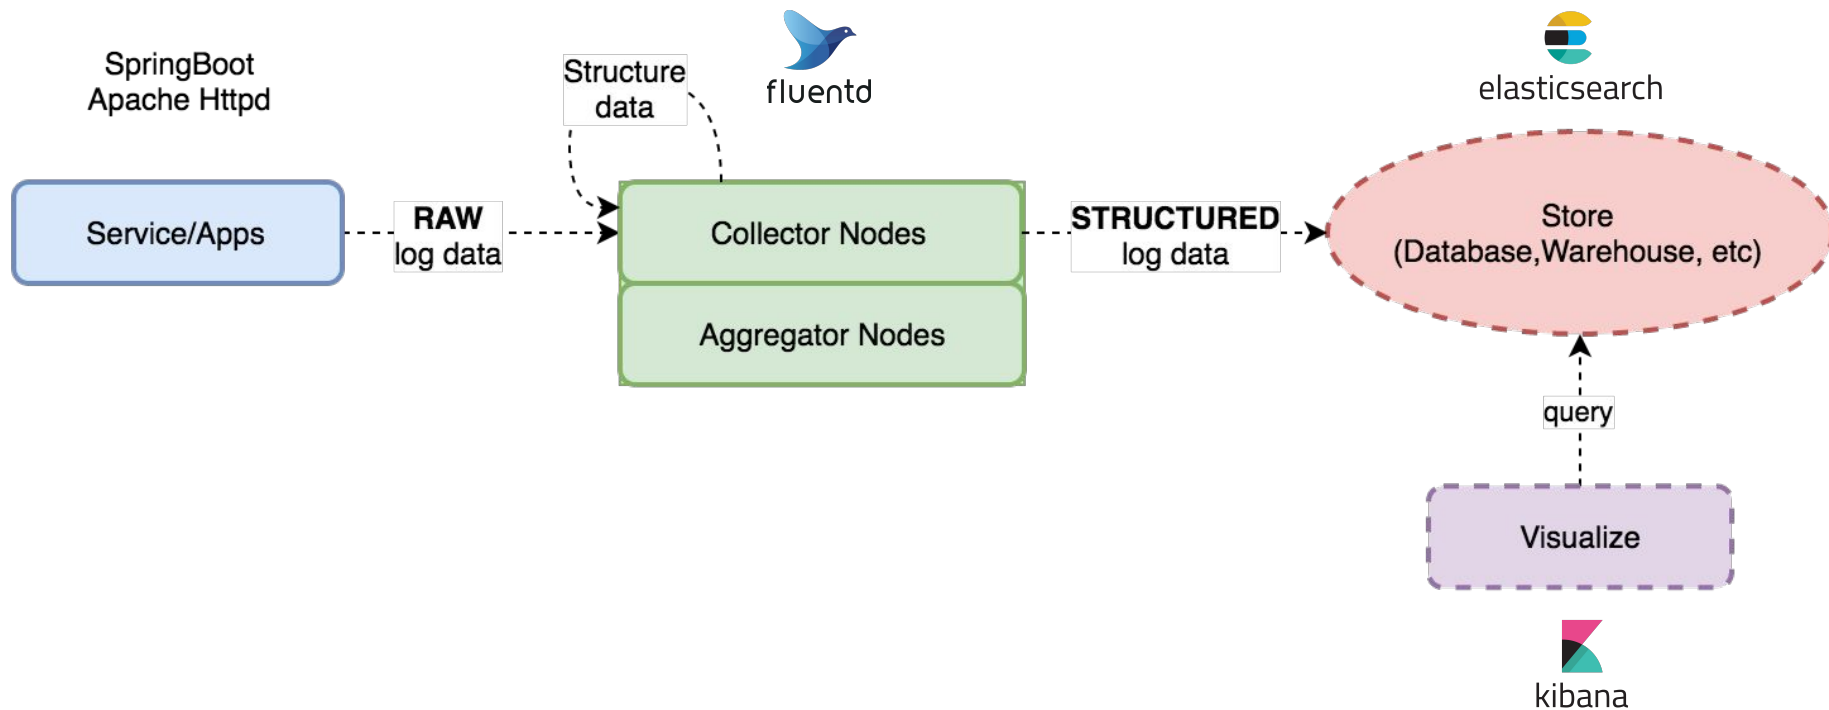 SpringBoot
Apache Httpd
Structure
data
fluentd
elasticsearch
Service/Apps
RAW
log data
Collector Nodes
Aggregator Nodes
STRUCTURED
log data
Store
(Database,Warehouse, etc)
query
Visualize
kibana